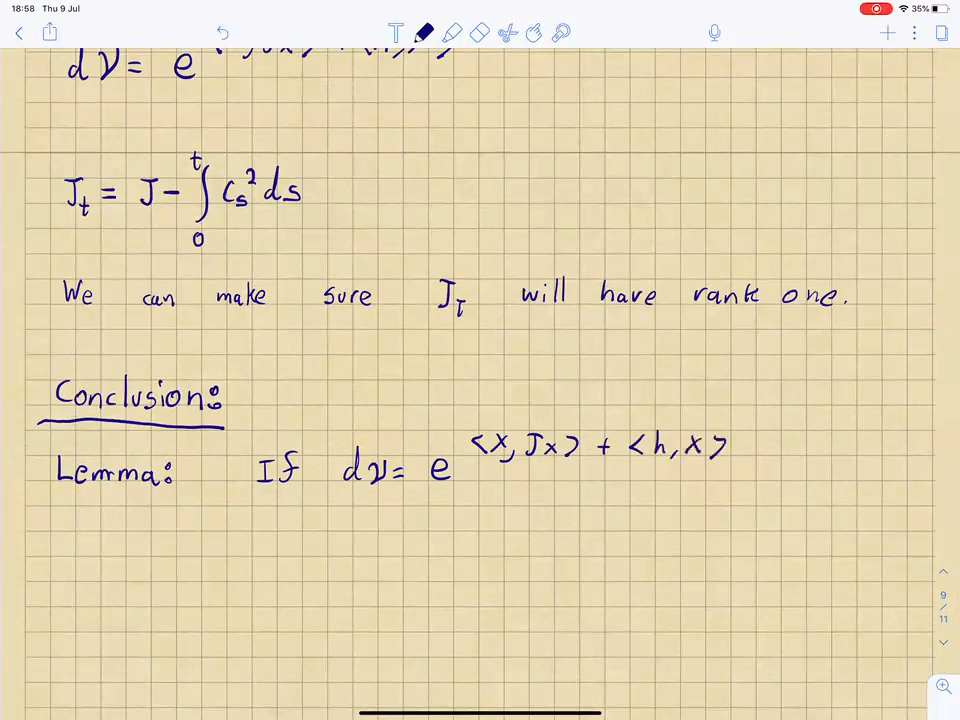 18:58 Thu 9 Jul
35%
dν = e
J_t = J - ∫_0^t C_s^2 ds
We can make sure J_T will have rank one.
Conclusion:
Lemma: If dν = e^{<x, Jx> + <h, x>}
9
/
11